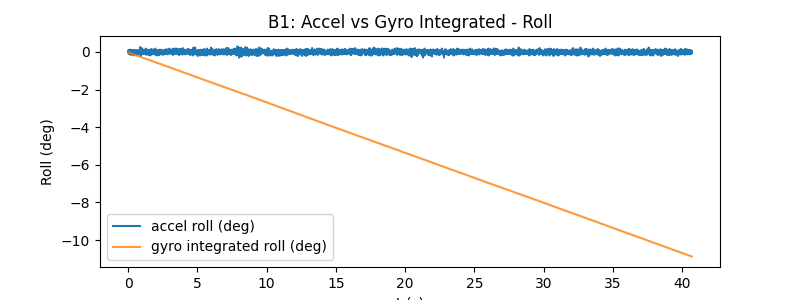 B1: Accel vs Gyro Integrated - Roll
Roll (deg)
0
−2
−4
−6
−8
−10
accel roll (deg)
gyro integrated roll (deg)
0 5 10 15 20 25 30 35 40